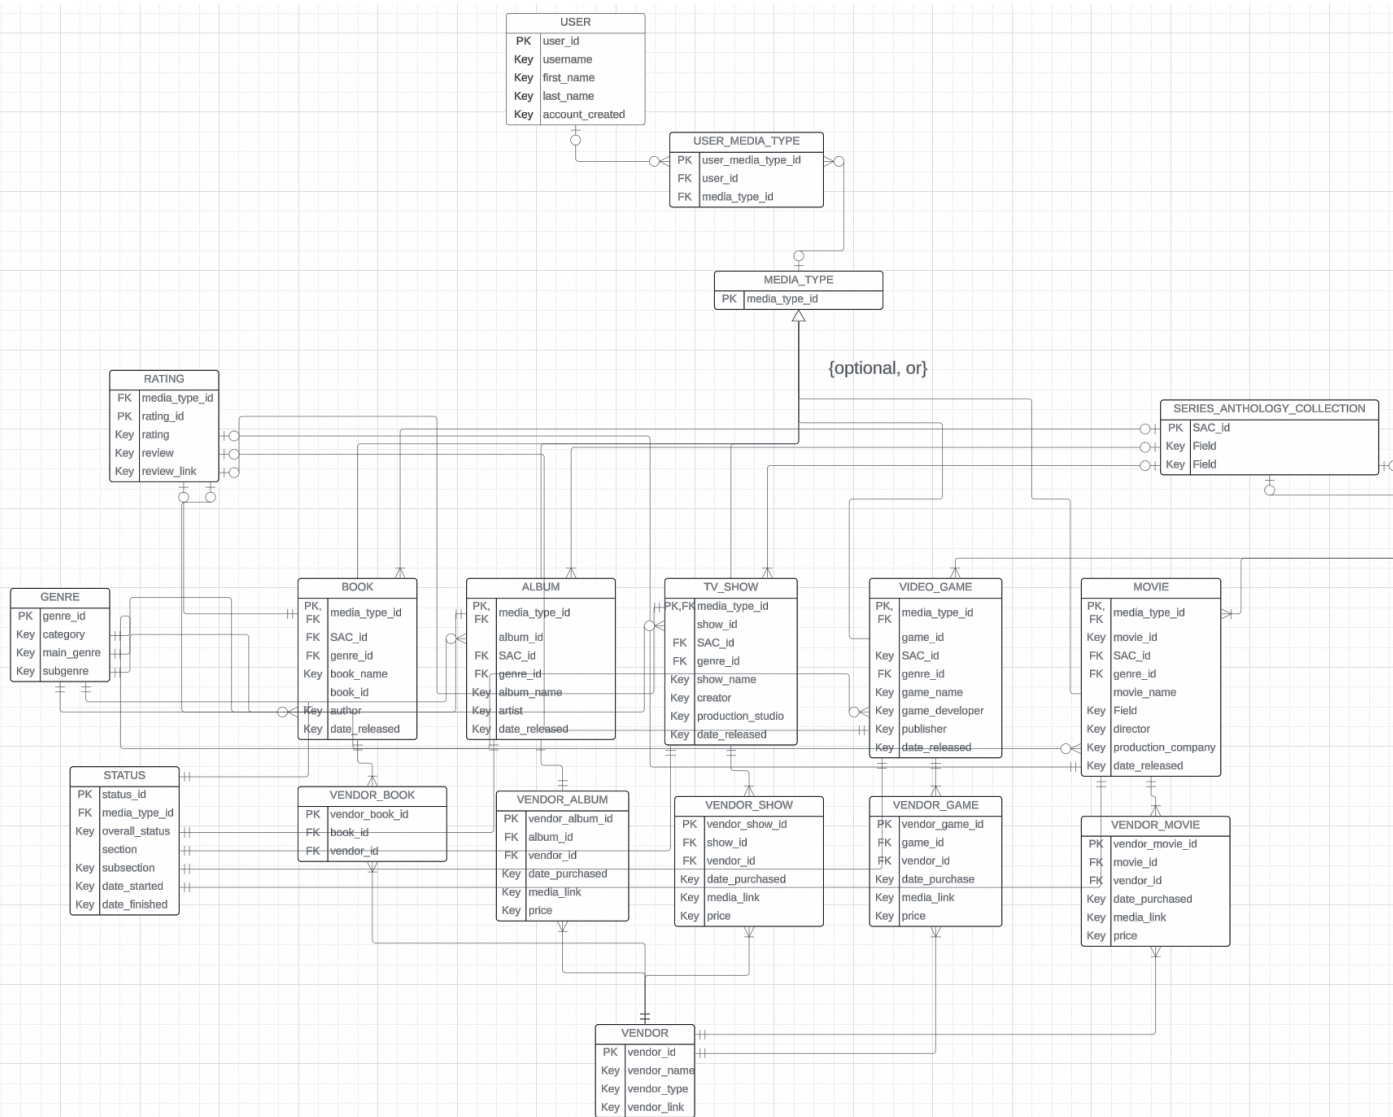 USER
PK user_id
Key username
Key first_name
Key last_name
Key account_created
USER_MEDIA_TYPE
PK user_media_type_id
FK user_id
FK media_type_id
MEDIA_TYPE
PK media_type_id
{optional, or}
RATING
FK media_type_id
PK rating_id
Key rating
Key review
Key review_link
SERIES_ANTHOLOGY_COLLECTION
PK SAC_id
Key Field
Key Field
GENRE
PK genre_id
Key category
Key main_genre
Key subgenre
BOOK
PK, FK media_type_id
FK SAC_id
FK genre_id
Key book_name
book_id
Key author
Key date_released
ALBUM
PK, FK media_type_id
album_id
FK SAC_id
FK genre_id
Key album_name
Key artist
Key date_released
TV_SHOW
PK,FK media_type_id
show_id
FK SAC_id
FK genre_id
Key show_name
Key creator
Key production_studio
Key date_released
VIDEO_GAME
PK, FK media_type_id
game_id
Key SAC_id
FK genre_id
Key game_name
Key game_developer
Key publisher
Key date_released
MOVIE
PK, FK media_type_id
Key movie_id
FK SAC_id
FK genre_id
movie_name
Key Field
Key director
Key production_company
Key date_released
STATUS
PK status_id
FK media_type_id
Key overall_status
section
Key subsection
Key date_started
Key date_finished
VENDOR_BOOK
PK vendor_book_id
FK book_id
FK vendor_id
VENDOR_ALBUM
PK vendor_album_id
FK album_id
FK vendor_id
Key date_purchased
Key media_link
Key price
VENDOR_SHOW
PK vendor_show_id
FK show_id
FK vendor_id
Key date_purchased
Key media_link
Key price
VENDOR_GAME
PK vendor_game_id
FK game_id
FK vendor_id
Key date_purchase
Key media_link
Key price
VENDOR_MOVIE
PK vendor_movie_id
FK movie_id
FK vendor_id
Key date_purchased
Key media_link
Key price
VENDOR
PK vendor_id
Key vendor_name
Key vendor_type
Key vendor_link